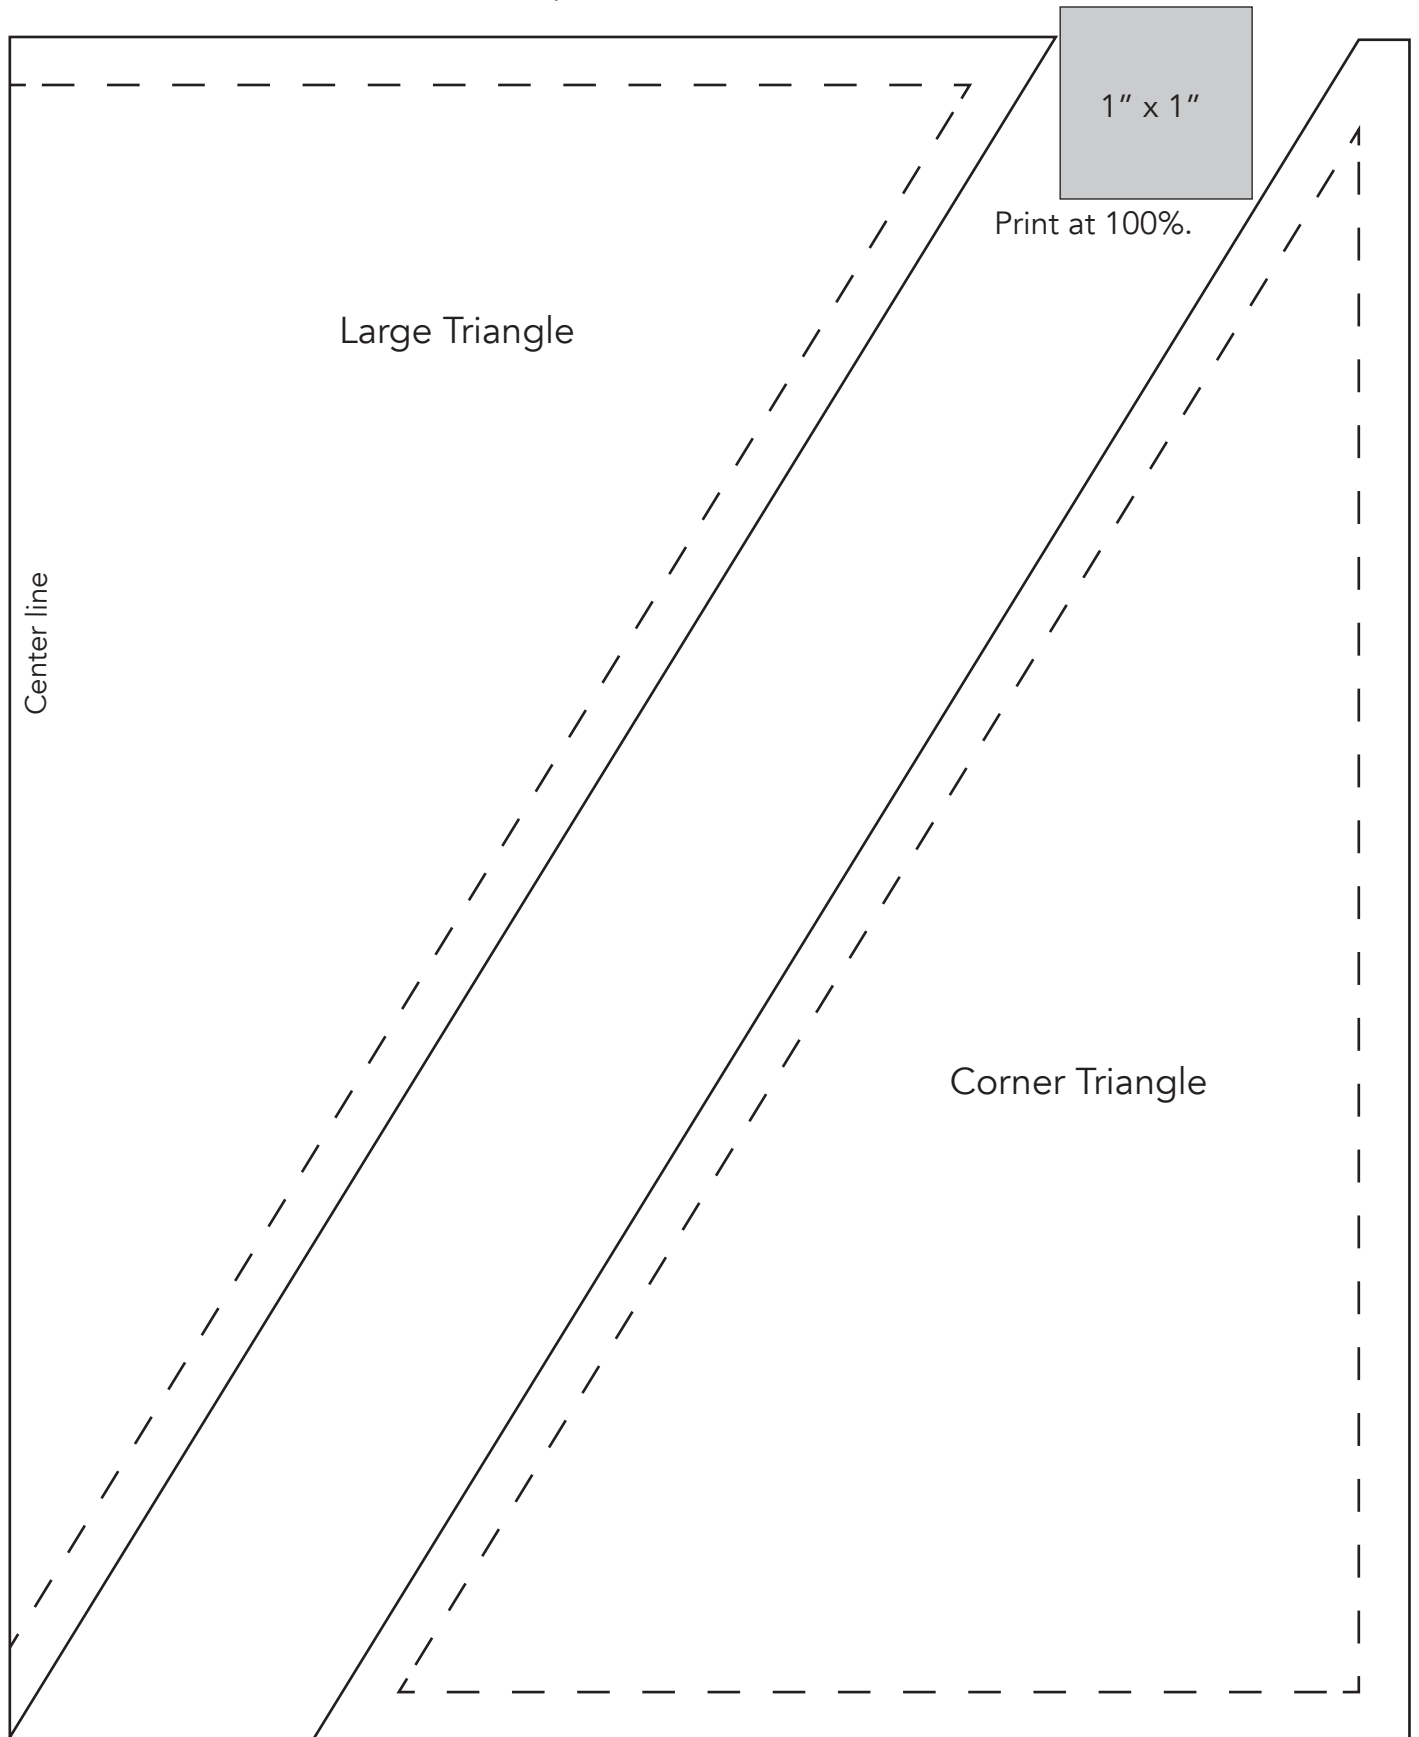 1” x 1”
Print at 100%.
Large Triangle
Center line
Corner Triangle